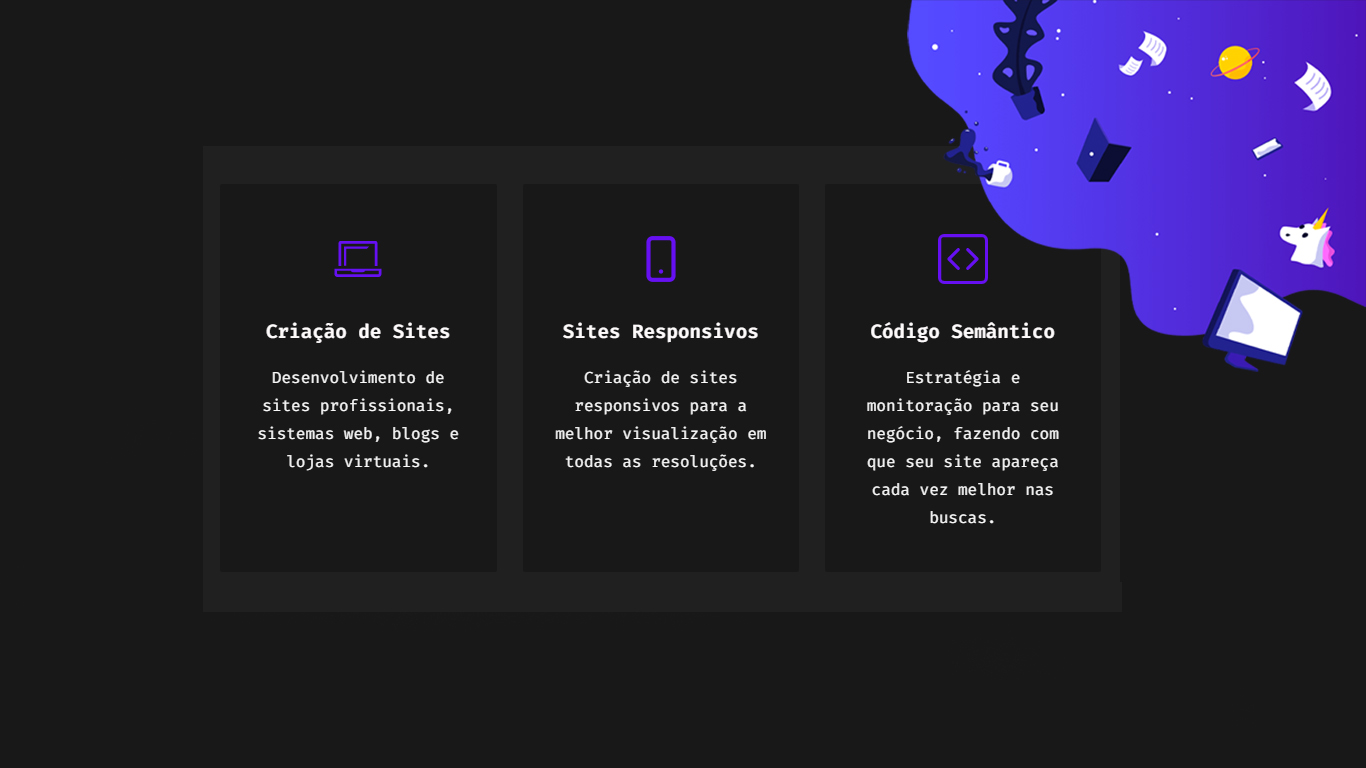 Criação de Sites
Desenvolvimento de
sites profissionais,
sistemas web, blogs e
lojas virtuais.
Sites Responsivos
Criação de sites
responsivos para a
melhor visualização em
todas as resoluções.
Código Semântico
Estratégia e
monitoração para seu
negócio, fazendo com
que seu site apareça
cada vez melhor nas
buscas.